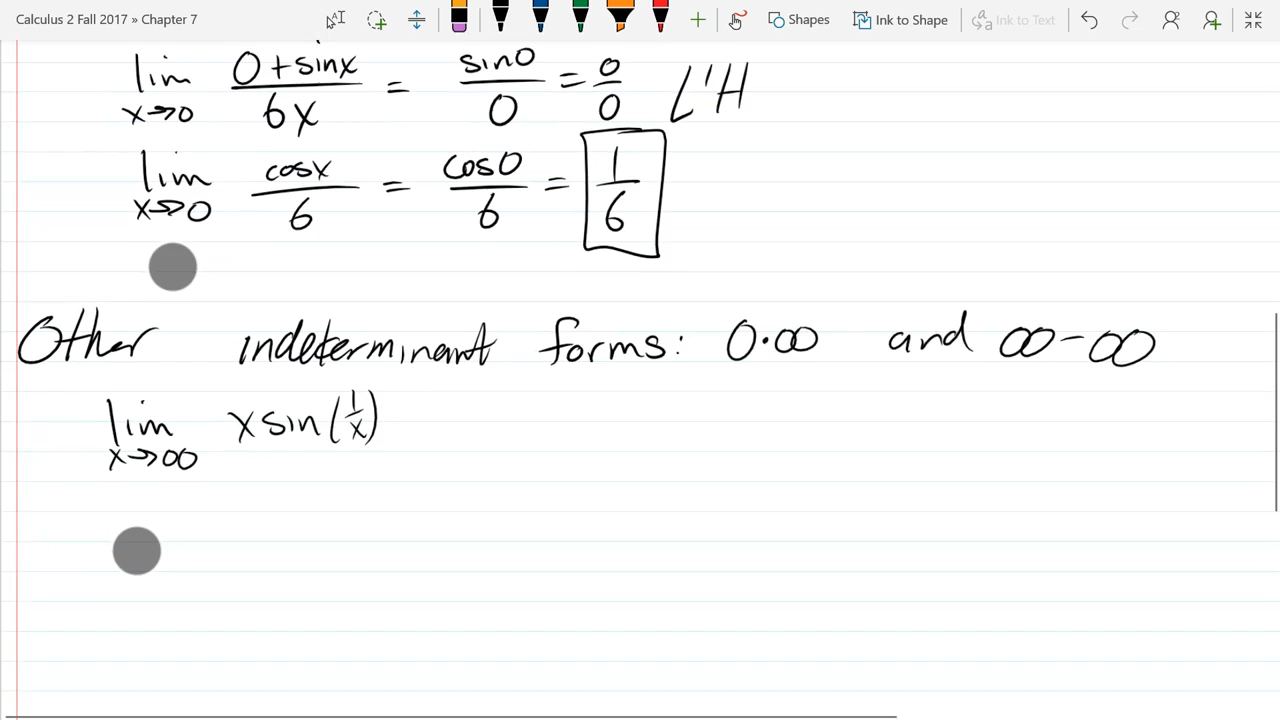 Calculus 2 Fall 2017 » Chapter 7 Shapes Ink to Shape Ink to Text
lim x→0 (0+sinx)/(6x) = sin0/0 = 0/0 L'H
lim x→0 cosx/6 = cos0/6 = 1/6
Other indeterminant forms: 0·∞ and ∞-∞
lim x→∞ x sin(1/x)